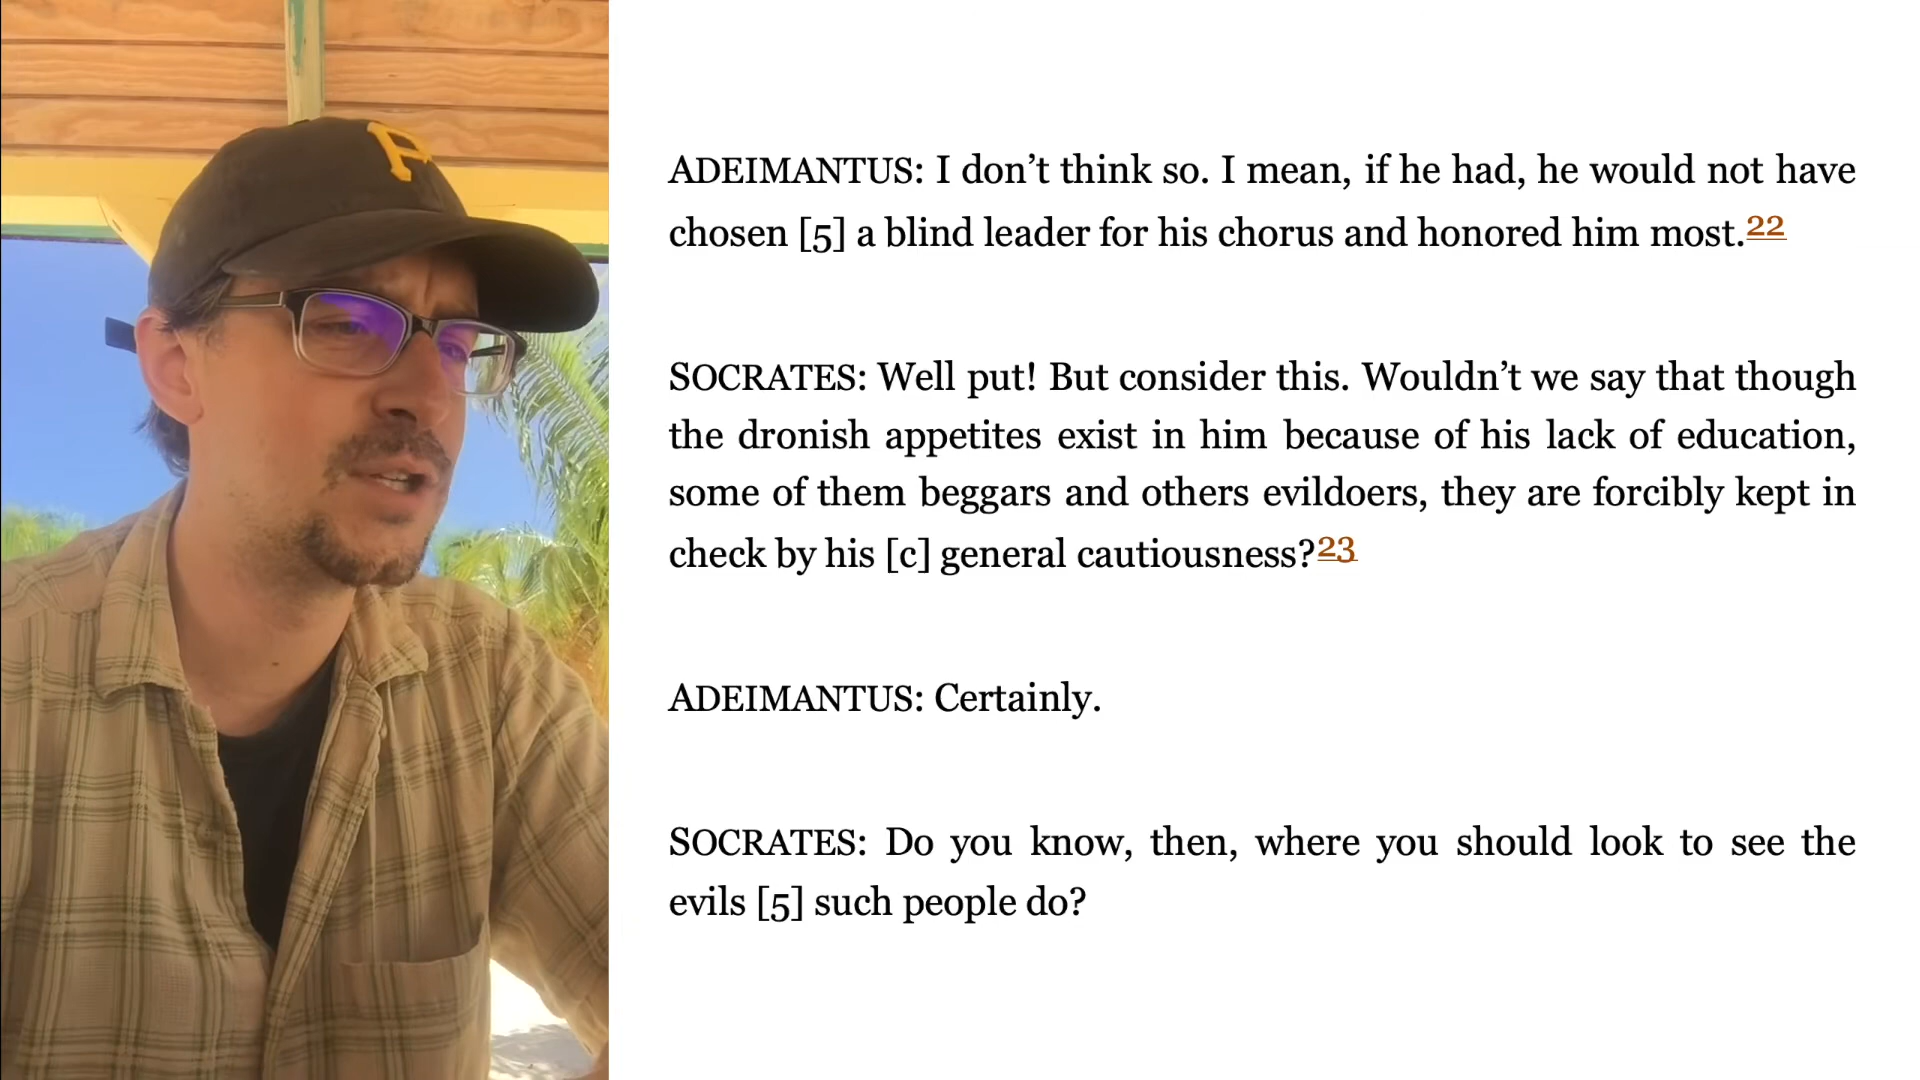 P
ADEIMANTUS: I don’t think so. I mean, if he had, he would not have
chosen [5] a blind leader for his chorus and honored him most.22
SOCRATES: Well put! But consider this. Wouldn’t we say that though
the dronish appetites exist in him because of his lack of education,
some of them beggars and others evildoers, they are forcibly kept in
check by his [c] general cautiousness?23
ADEIMANTUS: Certainly.
SOCRATES: Do you know, then, where you should look to see the
evils [5] such people do?